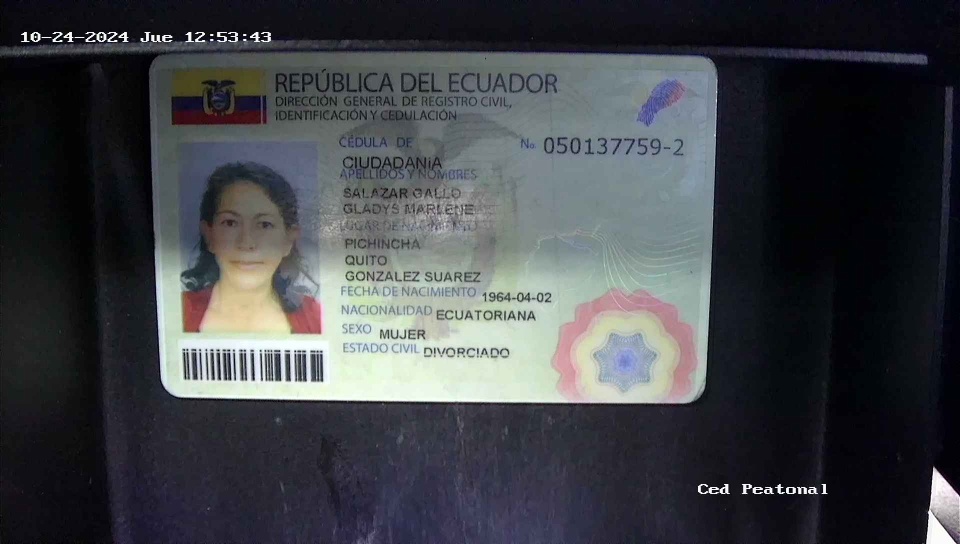 10-24-2024 Jue 12:53:43
REPÚBLICA DEL ECUADOR
DIRECCIÓN GENERAL DE REGISTRO CIVIL,
IDENTIFICACIÓN Y CEDULACIÓN
CÉDULA DE
No. 050137759-2
CIUDADANIA
APELLIDOS Y NOMBRES
SALAZAR GALLO
GLADYS MARLENE
LUGAR DE NACIMIENTO
PICHINCHA
QUITO
GONZALEZ SUAREZ
FECHA DE NACIMIENTO 1964-04-02
NACIONALIDAD ECUATORIANA
SEXO MUJER
ESTADO CIVIL DIVORCIADO
Ced Peatonal